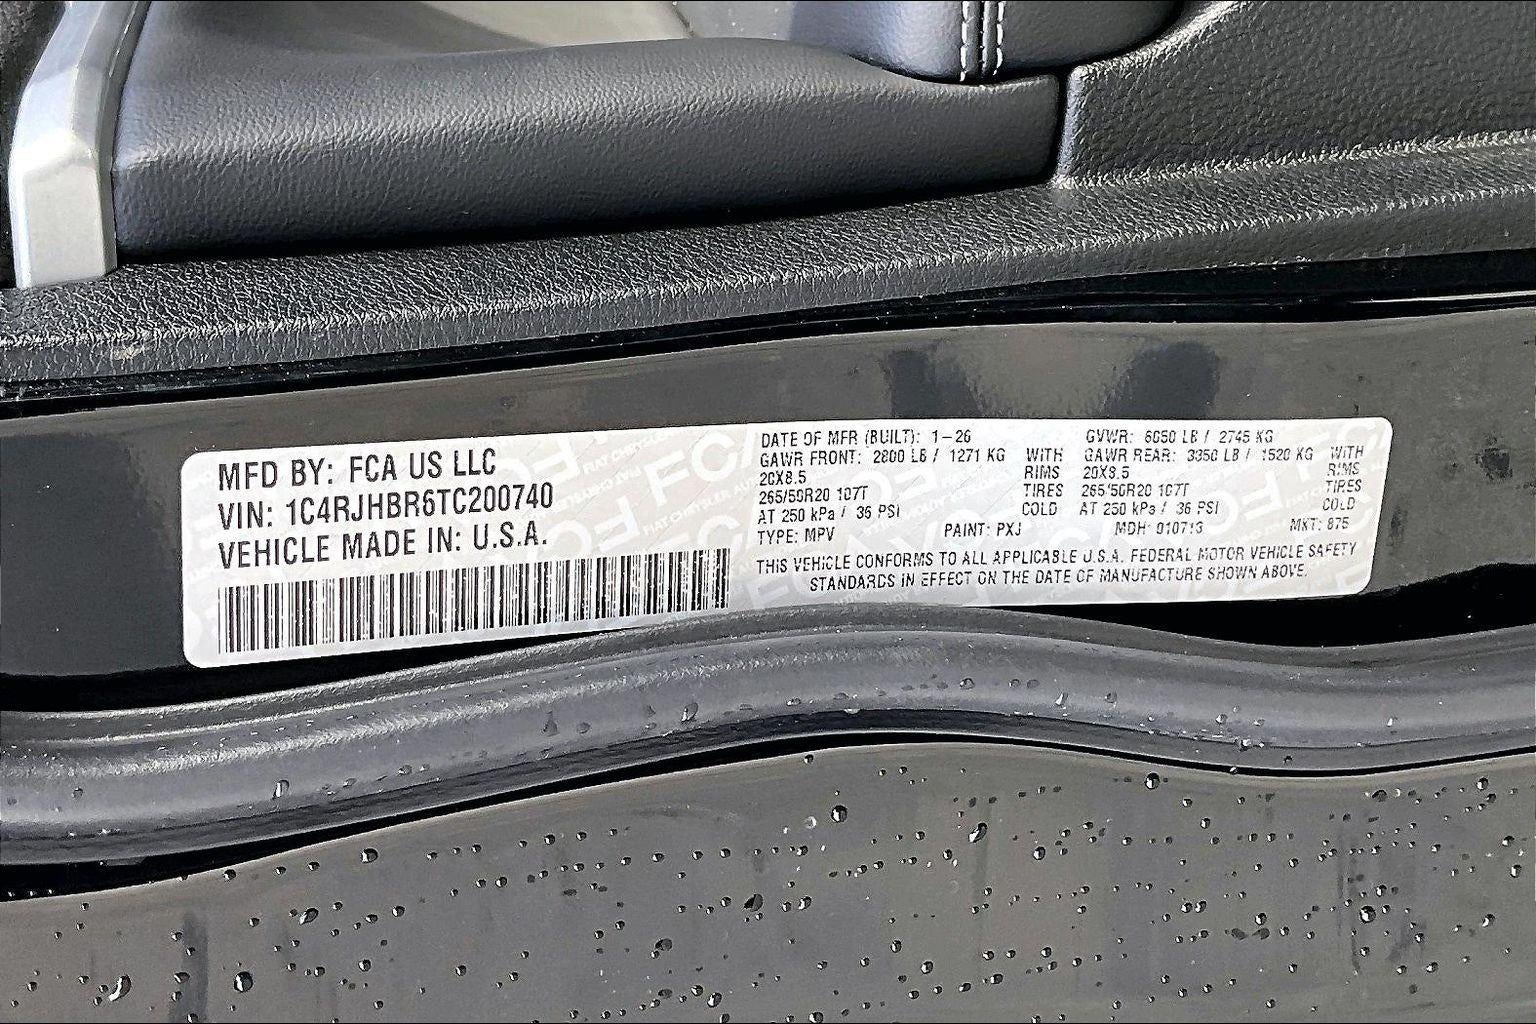 MFD BY: FCA US LLC
VIN: 1C4RJHBR6TC200740
VEHICLE MADE IN: U.S.A.
DATE OF MFR (BUILT): 1-26 GVWR: 6050 LB / 2745 KG
GAWR FRONT: 2800 LB / 1271 KG WITH GAWR REAR: 3350 LB / 1520 KG WITH
20X8.5 RIMS 20X8.5 RIMS
265/50R20 107T TIRES 265/50R20 107T TIRES
AT 250 kPa / 36 PSI COLD AT 250 kPa / 36 PSI COLD
TYPE: MPV PAINT: PXJ MDH: 010713 MKT: 875
THIS VEHICLE CONFORMS TO ALL APPLICABLE U.S.A. FEDERAL MOTOR VEHICLE SAFETY
STANDARDS IN EFFECT ON THE DATE OF MANUFACTURE SHOWN ABOVE.